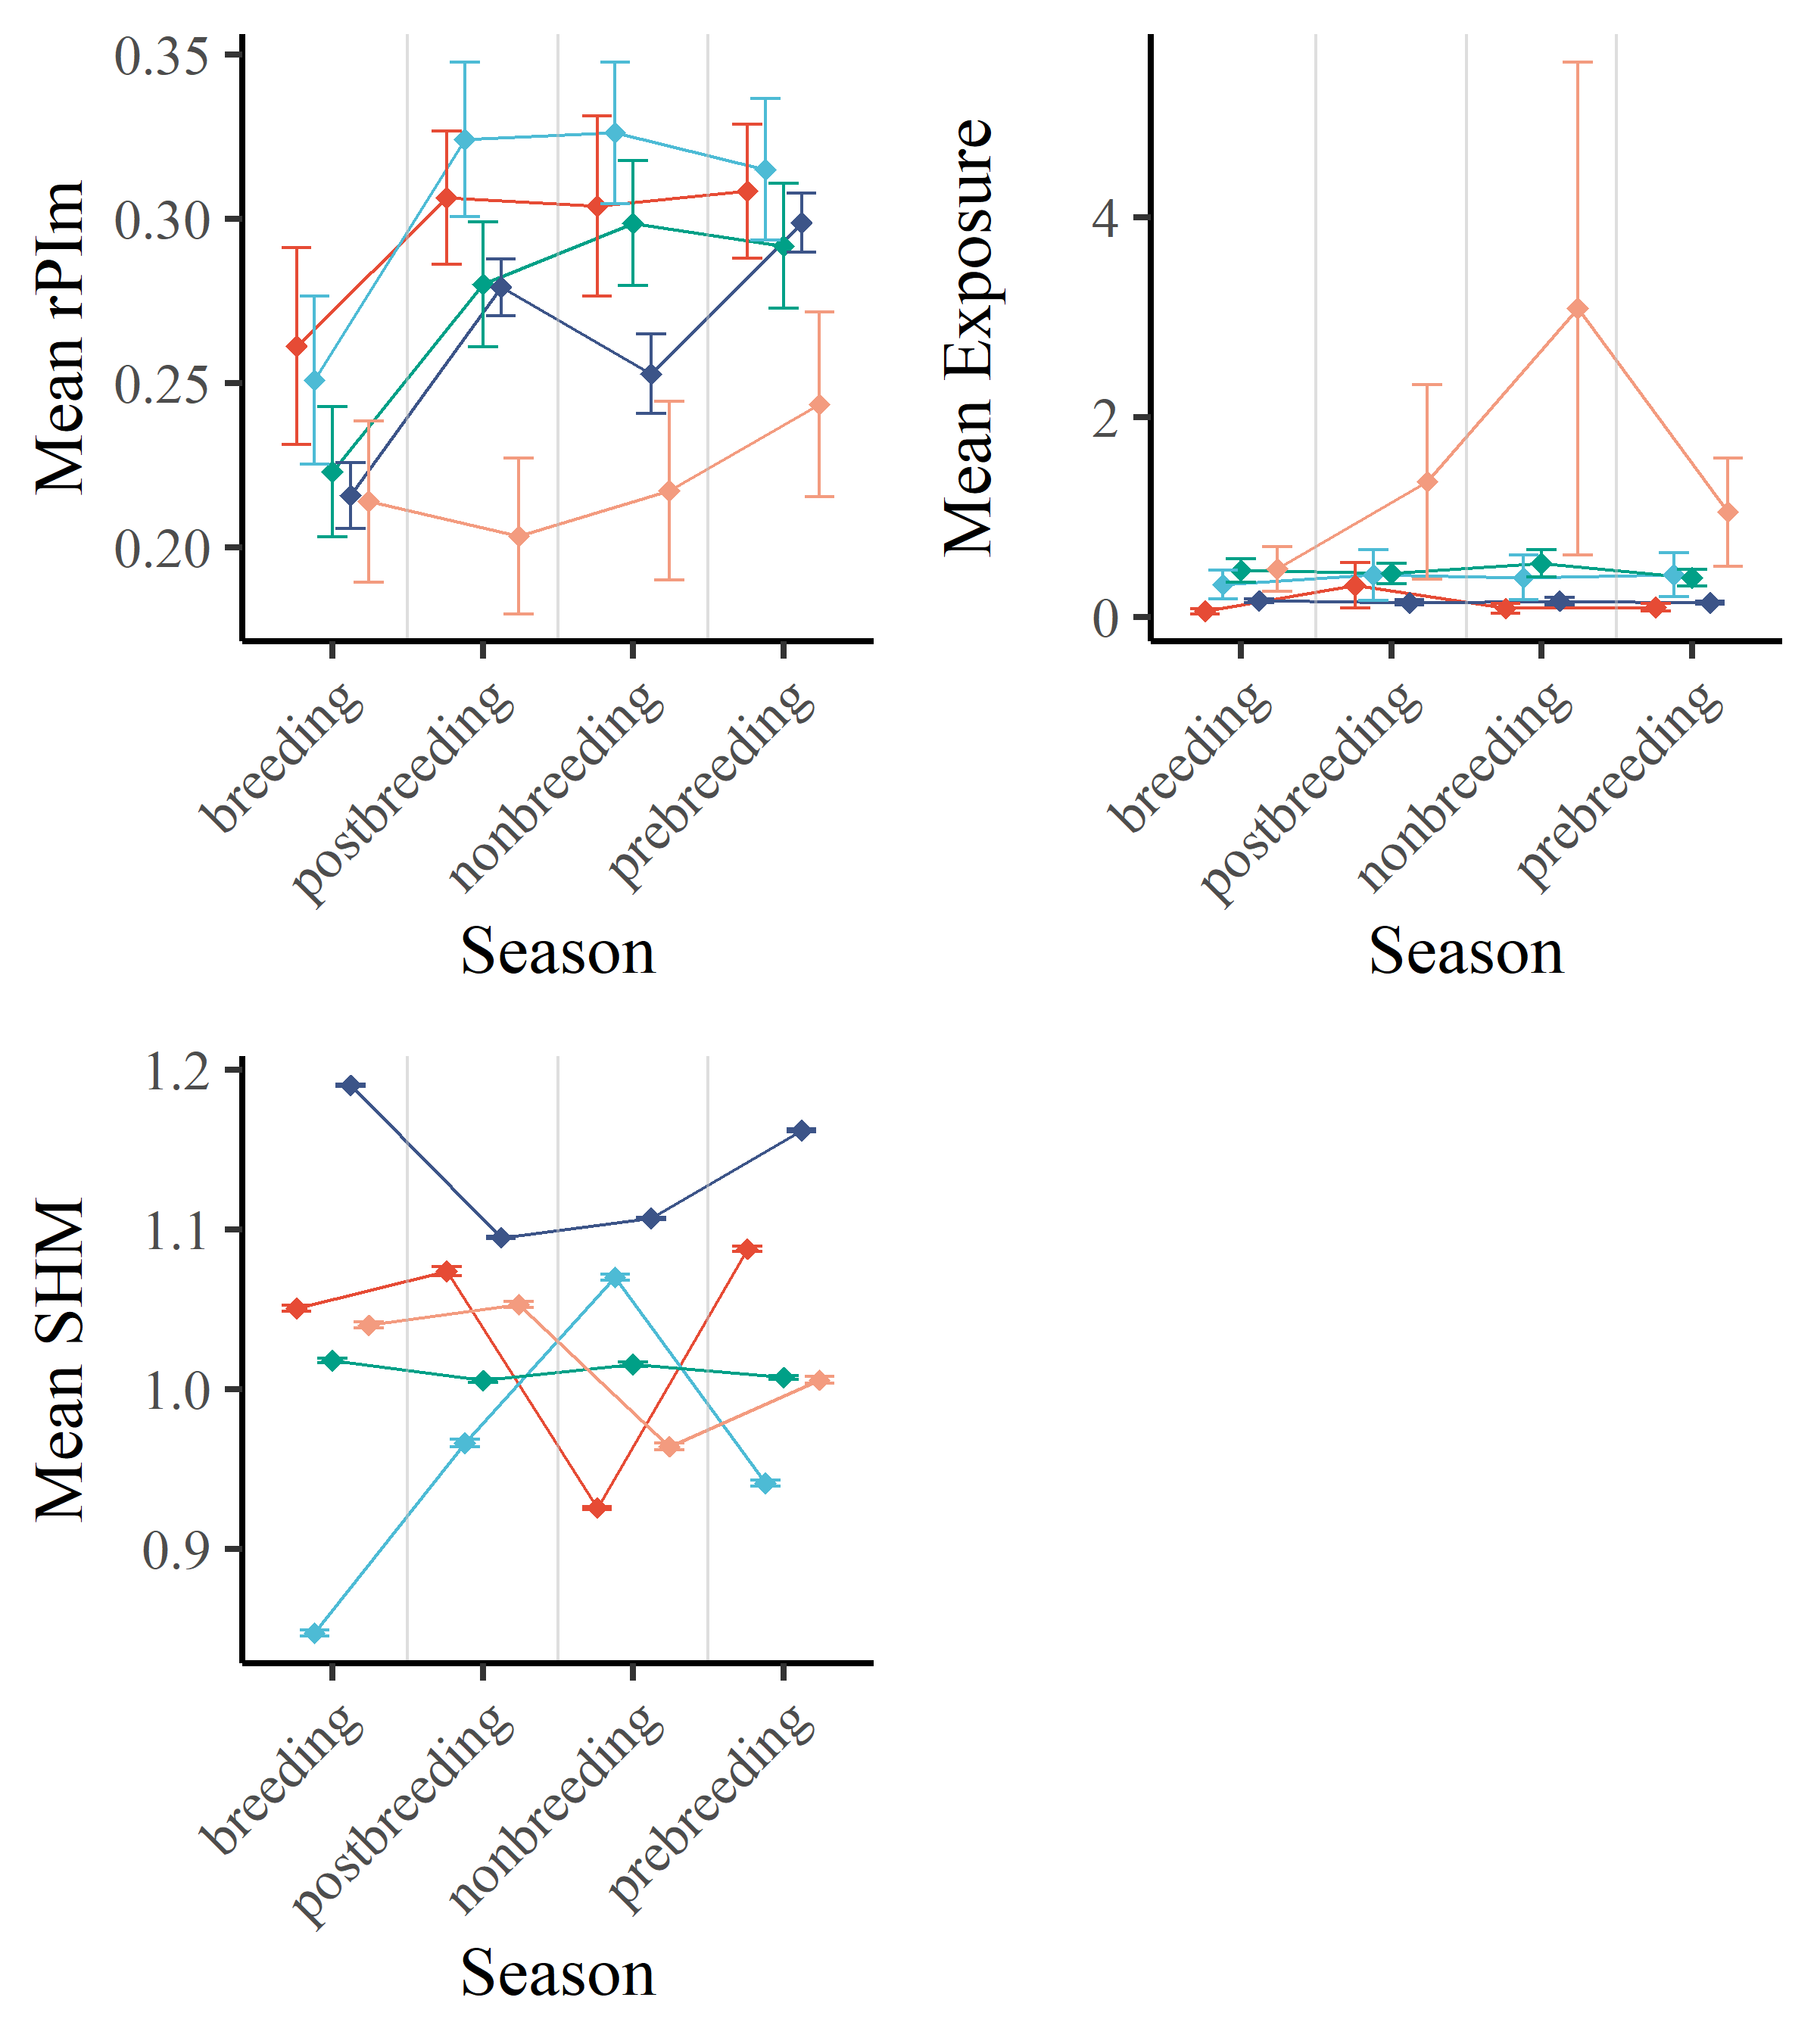 Mean rPIm
0.35
0.30
0.25
0.20
breeding
postbreeding
nonbreeding
prebreeding
Season
Mean Exposure
4
2
0
breeding
postbreeding
nonbreeding
prebreeding
Season
Mean SHM
1.2
1.1
1.0
0.9
breeding
postbreeding
nonbreeding
prebreeding
Season